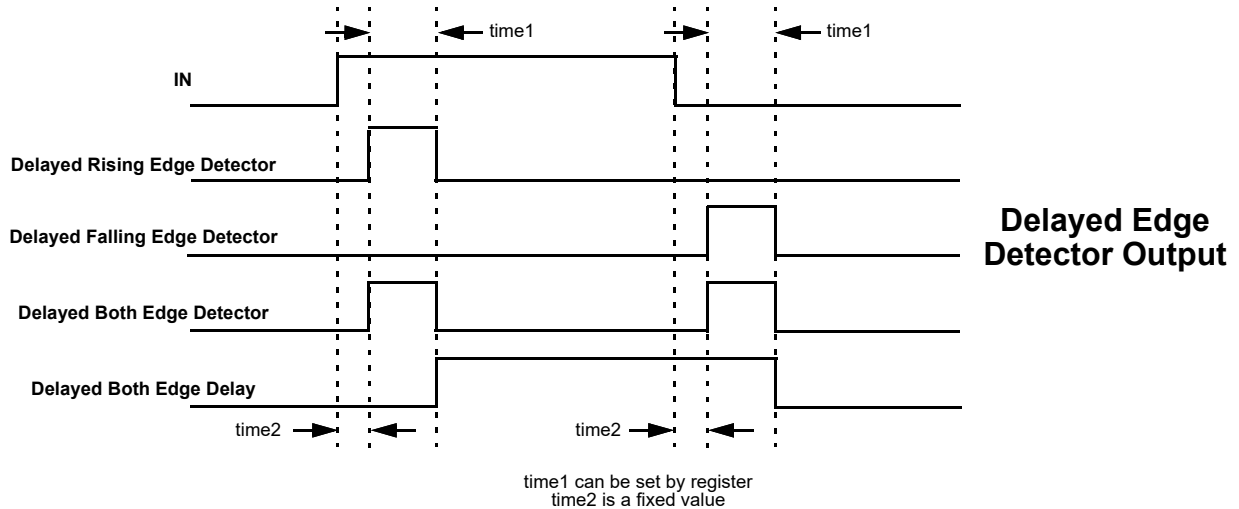 time1
time1
IN
Delayed Rising Edge Detector
Delayed Falling Edge Detector
Delayed Edge
Detector Output
Delayed Both Edge Detector
Delayed Both Edge Delay
time2
time2
time1 can be set by register
time2 is a fixed value